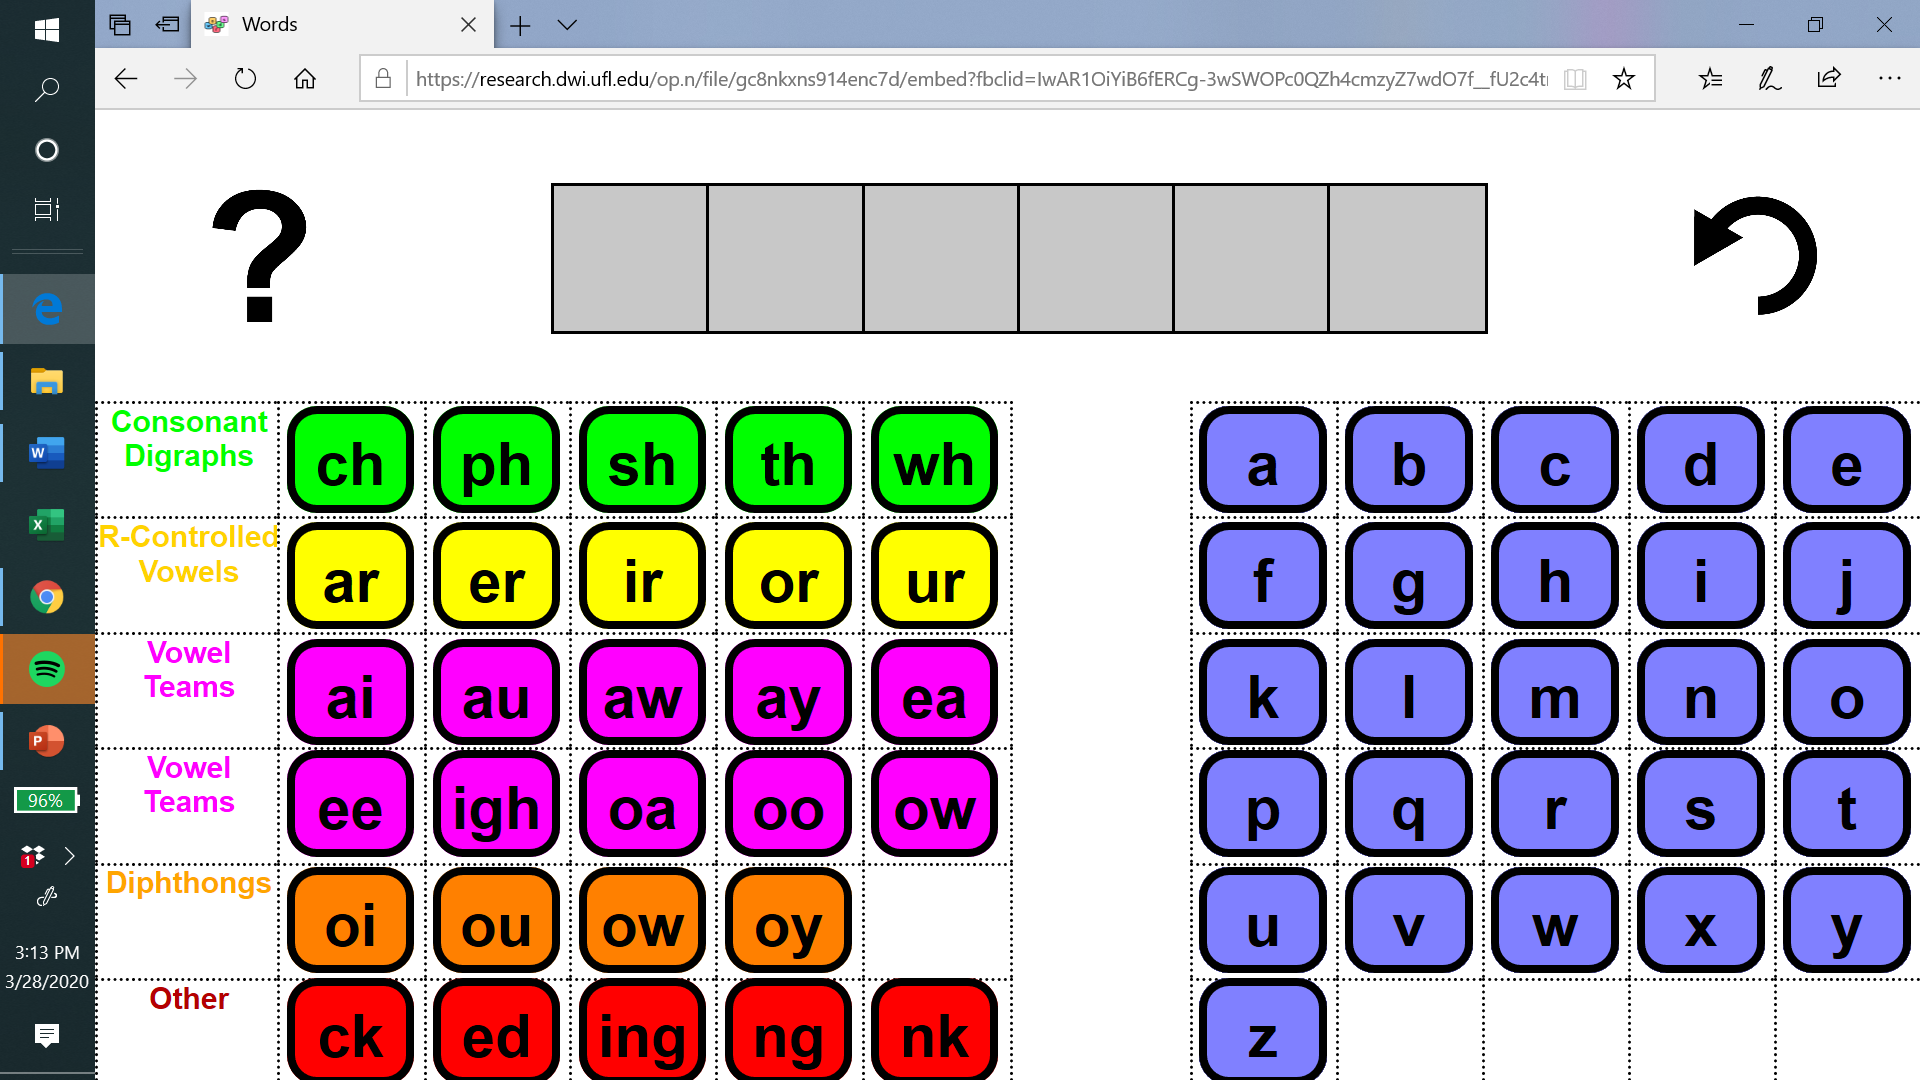 Words
https://research.dwi.ufl.edu/op.n/file/gc8nkxns914enc7d/embed?fbclid=IwAR1OiYiB6fERCg-3wSWOPc0QZh4cmzyZ7wdO7f__fU2c4t
?
Consonant
Digraphs
ch ph sh th wh
a b c d e
R-Controlled
Vowels
ar er ir or ur
f g h i j
Vowel
Teams
ai au aw ay ea
k l m n o
Vowel
Teams
ee igh oa oo ow
p q r s t
Diphthongs
oi ou ow oy
u v w x y
Other
ck ed ing ng nk
z
W
X
P
96%
1
3:13 PM
3/28/2020